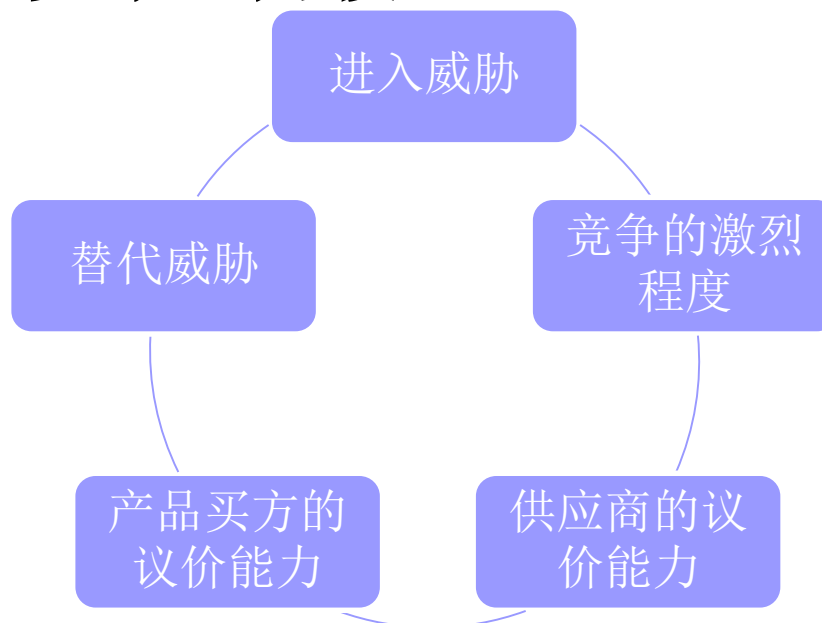 进入威胁
替代威胁
竞争的激烈
程度
产品买方的
议价能力
供应商的议
价能力